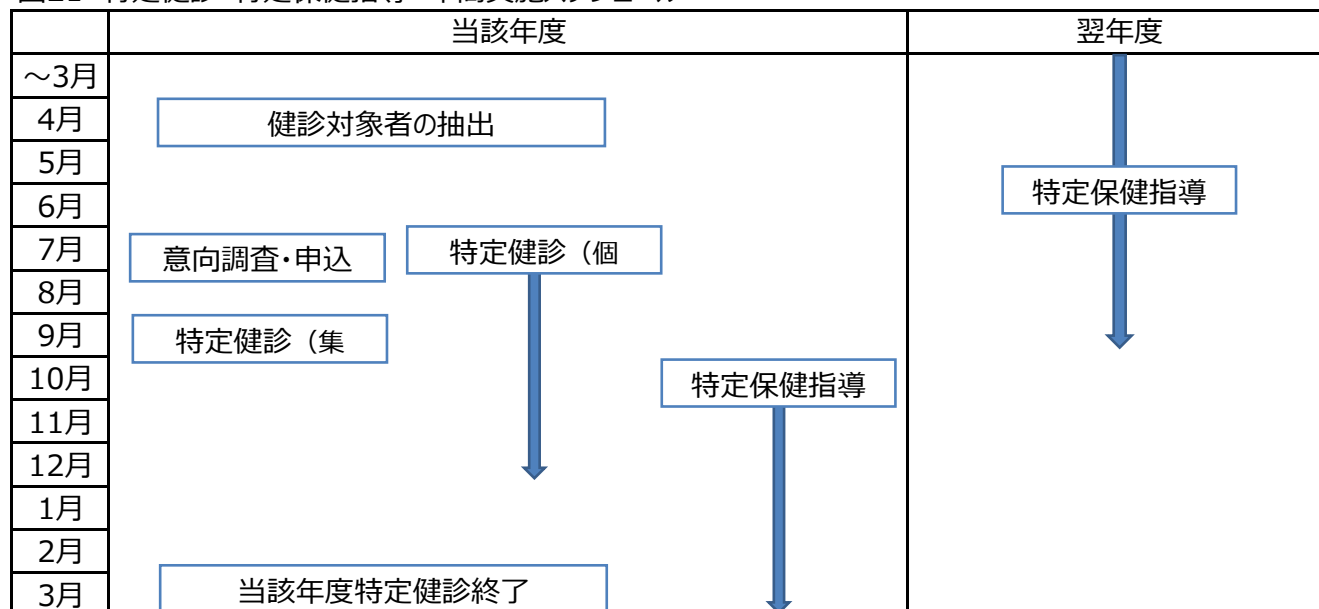 当該年度 翌年度
~3月
4月 健診対象者の抽出
5月
特定保健指導
6月
7月 意向調査・申込 特定健診（個
8月
9月 特定健診（集
10月 特定保健指導
11月
12月
1月
2月
3月 当該年度特定健診終了